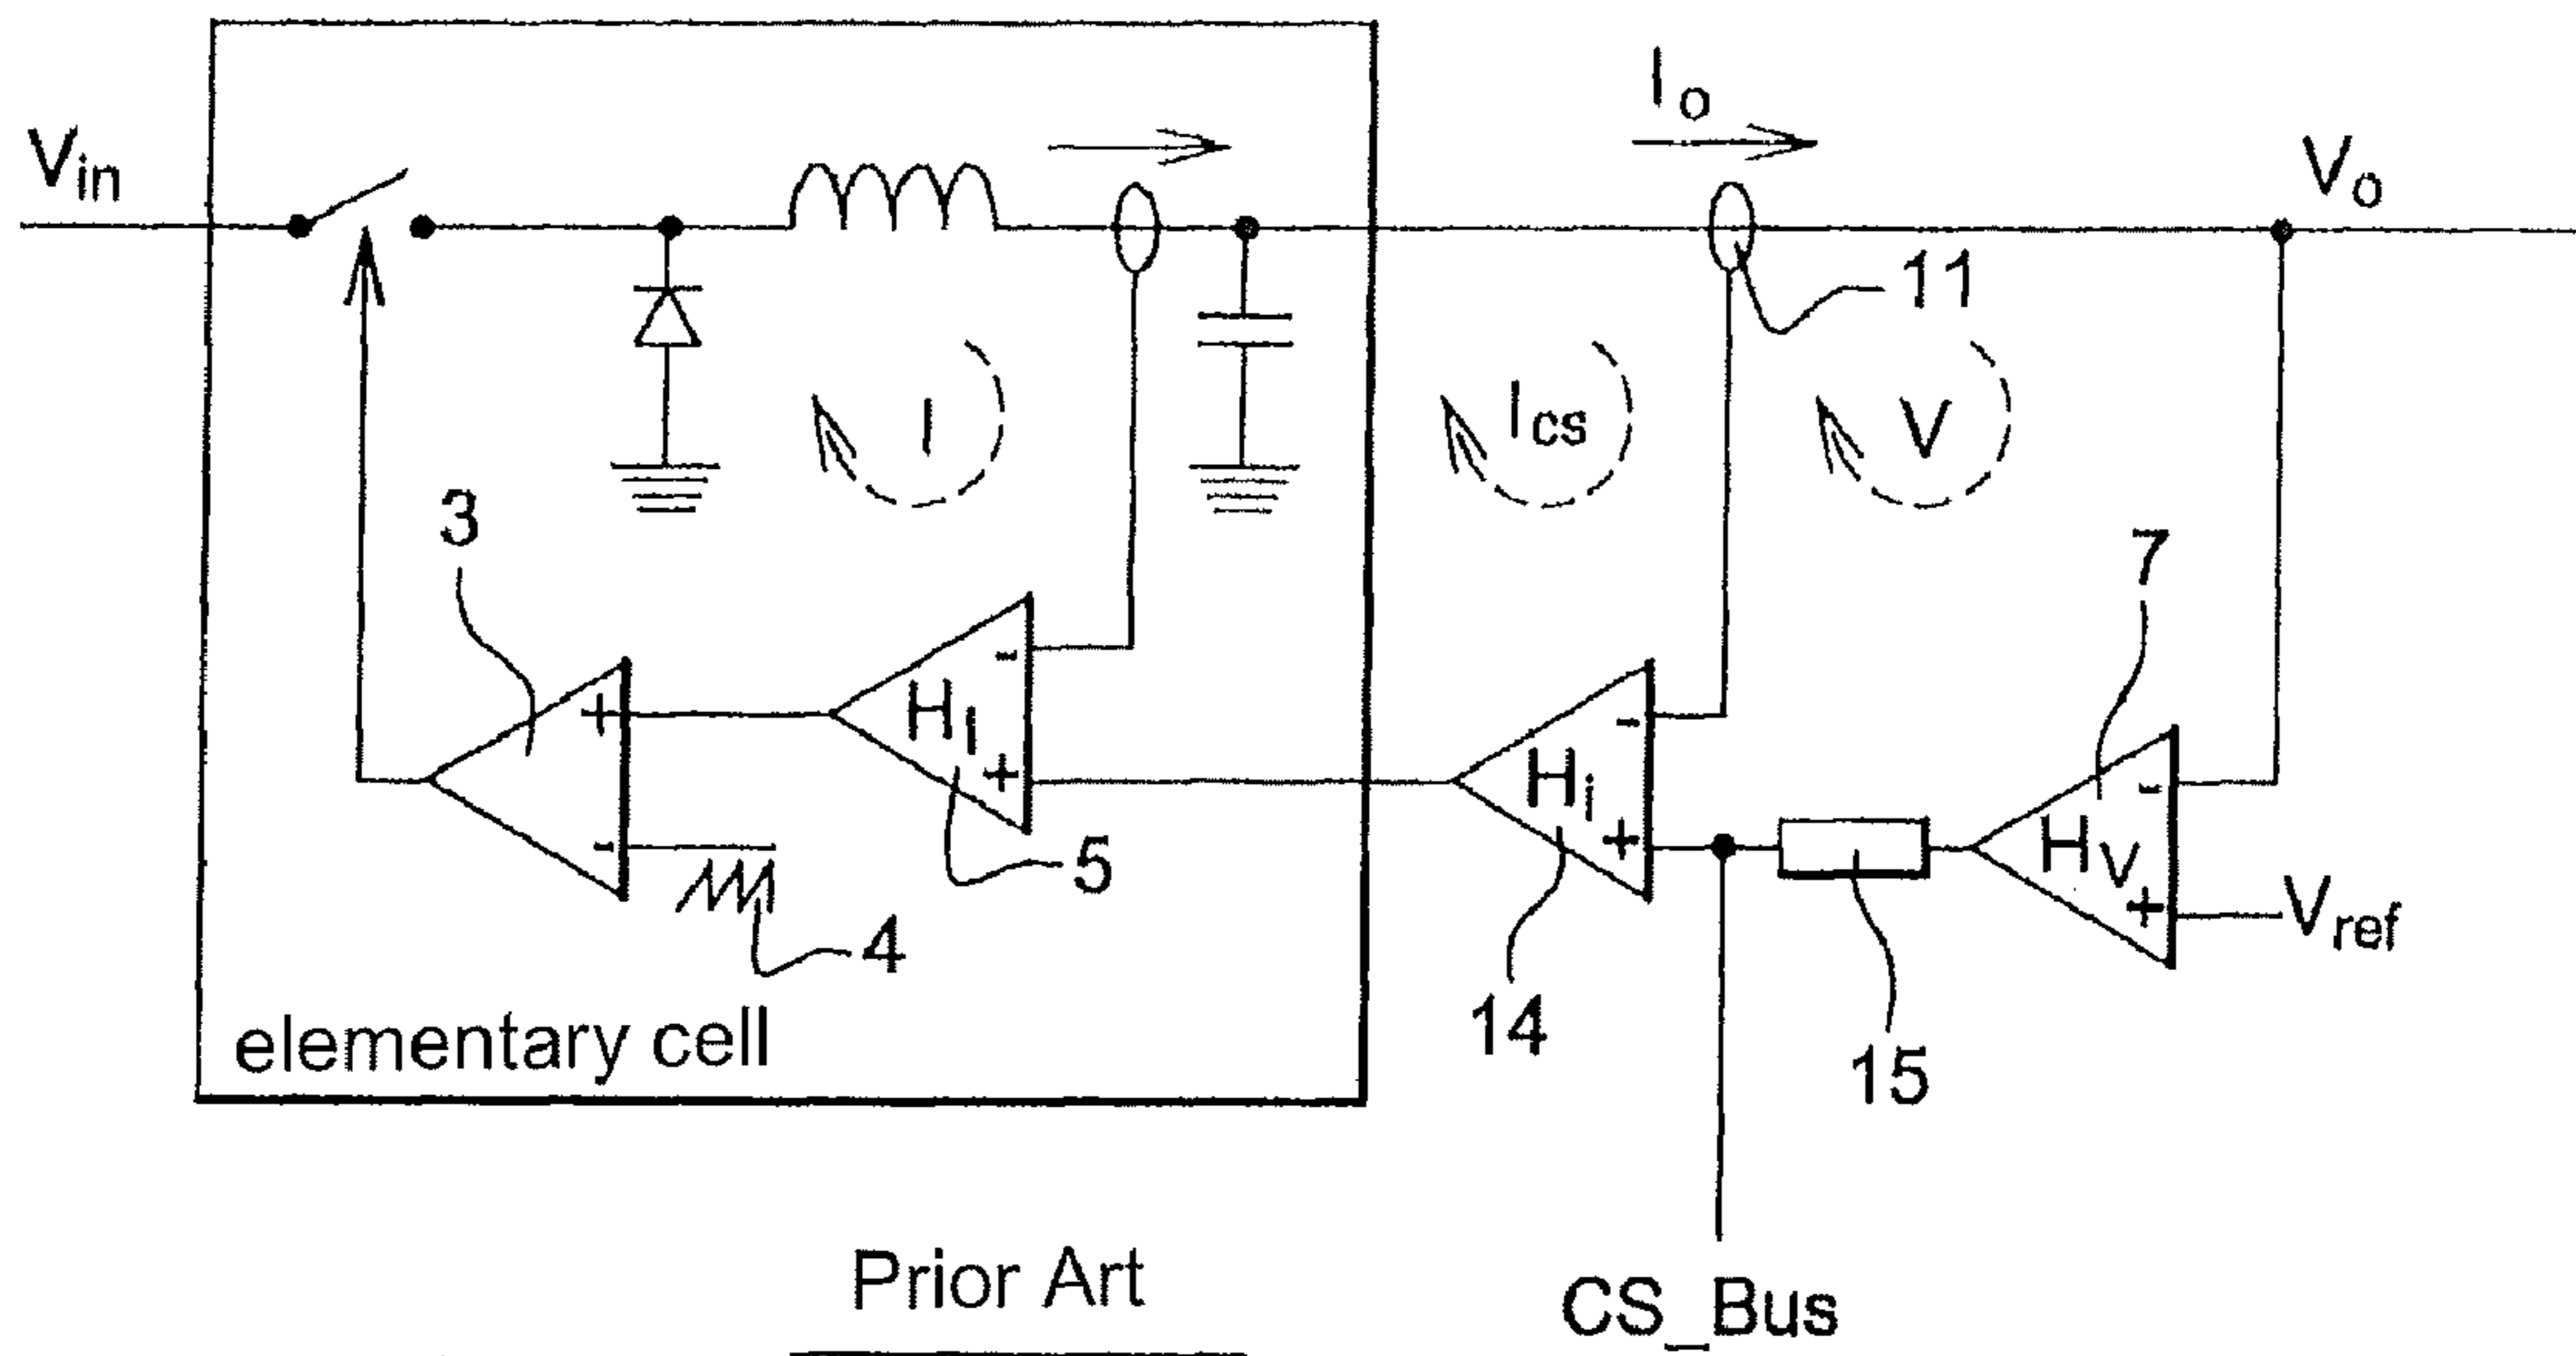 Vin
Io
Vo
11
I
Ics
V
3
7
+
-
HI
-
+
5
4
Hi
-
+
14
15
HV
-
+
Vref
elementary cell
Prior Art
CS_Bus